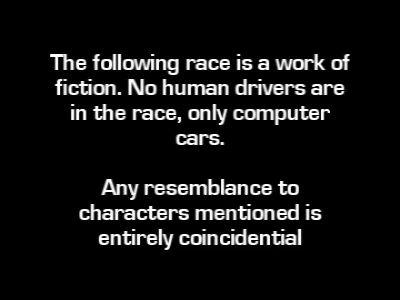 The following race is a work of
fiction. No human drivers are
in the race, only computer
cars.
Any resemblance to
characters mentioned is
entirely coincidential